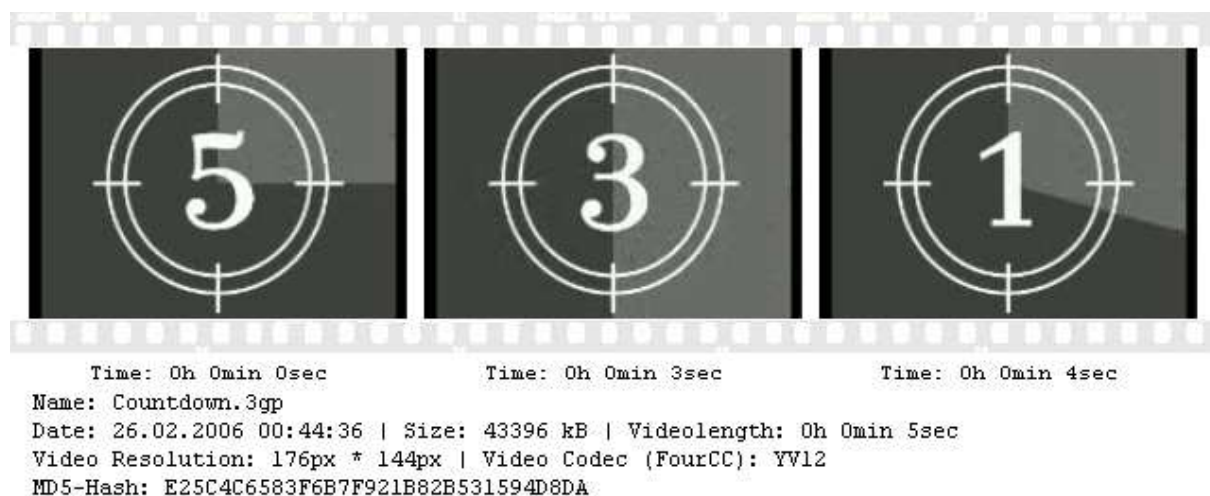 5 3 1
Time: 0h 0min 0sec Time: 0h 0min 3sec Time: 0h 0min 4sec
Name: Countdown.3gp
Date: 26.02.2006 00:44:36 | Size: 43396 kB | Videolength: 0h 0min 5sec
Video Resolution: 176px * 144px | Video Codec (FourCC): YV12
MD5-Hash: E25C4C6583F6B7F921B82B531594D8DA